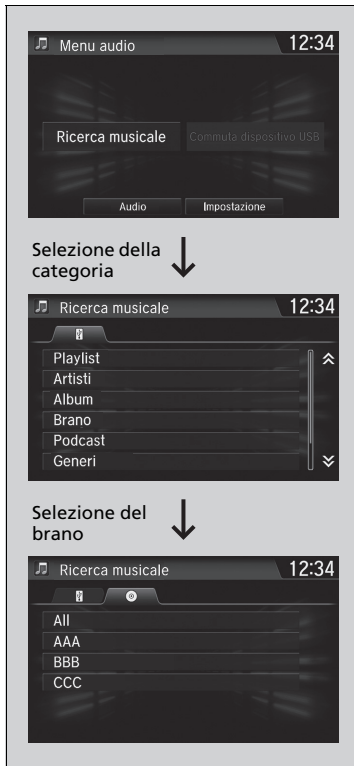 Menu audio 12:34
Ricerca musicale Commuta dispositivo USB
Audio Impostazione
Selezione della
categoria
Ricerca musicale 12:34
Playlist
Artisti
Album
Brano
Podcast
Generi
Selezione del
brano
Ricerca musicale 12:34
All
AAA
BBB
CCC